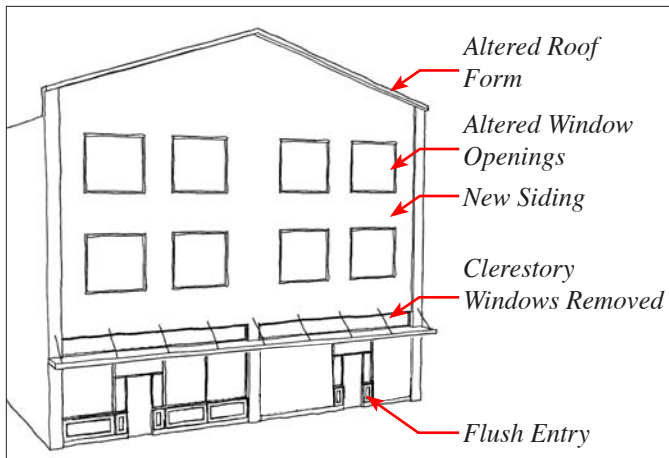 Altered Roof
Form
Altered Window
Openings
New Siding
Clerestory
Windows Removed
Flush Entry